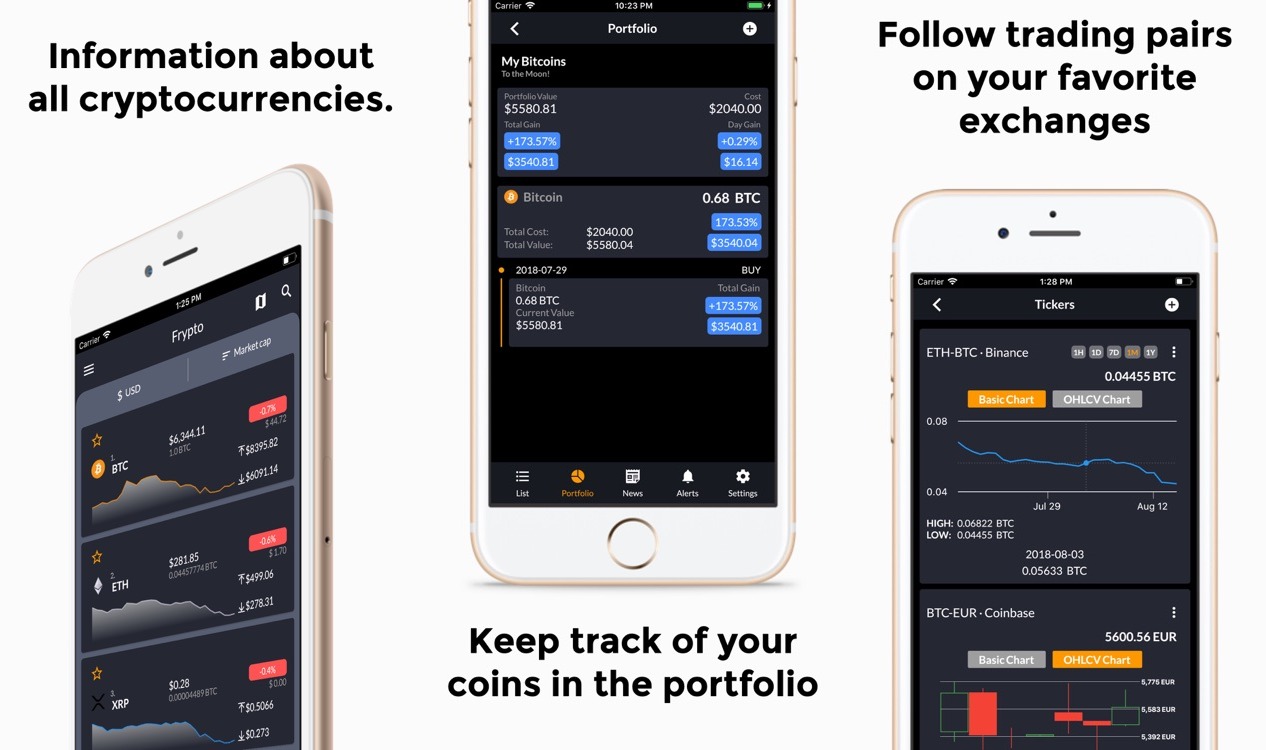 Information about
all cryptocurrencies.
Carrier
1:25 PM
Frypto
$ USD
Market cap
1.
BTC
$6,344.11
1.0 BTC
-0.7%
$ 44.72
$8395.82
$6091.14
2.
ETH
$281.85
0.04457774 BTC
-0.6%
$ 1.70
$499.06
$278.31
3.
XRP
$0.28
0.00004489 BTC
-0.4%
$ 0.00
$0.5066
$0.273
Carrier
10:23 PM
Portfolio
My Bitcoins
To the Moon!
Portfolio Value
Cost
$5580.81
$2040.00
Total Gain
Day Gain
+173.57%
+0.29%
$3540.81
$16.14
Bitcoin
0.68 BTC
173.53%
Total Cost: $2040.00
Total Value: $5580.04
$3540.04
2018-07-29
BUY
Bitcoin
Total Gain
0.68 BTC
+173.57%
Current Value
$5580.81
$3540.81
List
Portfolio
News
Alerts
Settings
Keep track of your
coins in the portfolio
Follow trading pairs
on your favorite
exchanges
Carrier
1:28 PM
Tickers
ETH-BTC · Binance
1H 1D 7D 1M 1Y
0.04455 BTC
Basic Chart
OHLCV Chart
0.08
0.04
Jul 29
Aug 12
HIGH: 0.06822 BTC
LOW: 0.04455 BTC
2018-08-03
0.05633 BTC
BTC-EUR · Coinbase
5600.56 EUR
Basic Chart
OHLCV Chart
5,775 EUR
5,583 EUR
5,392 EUR